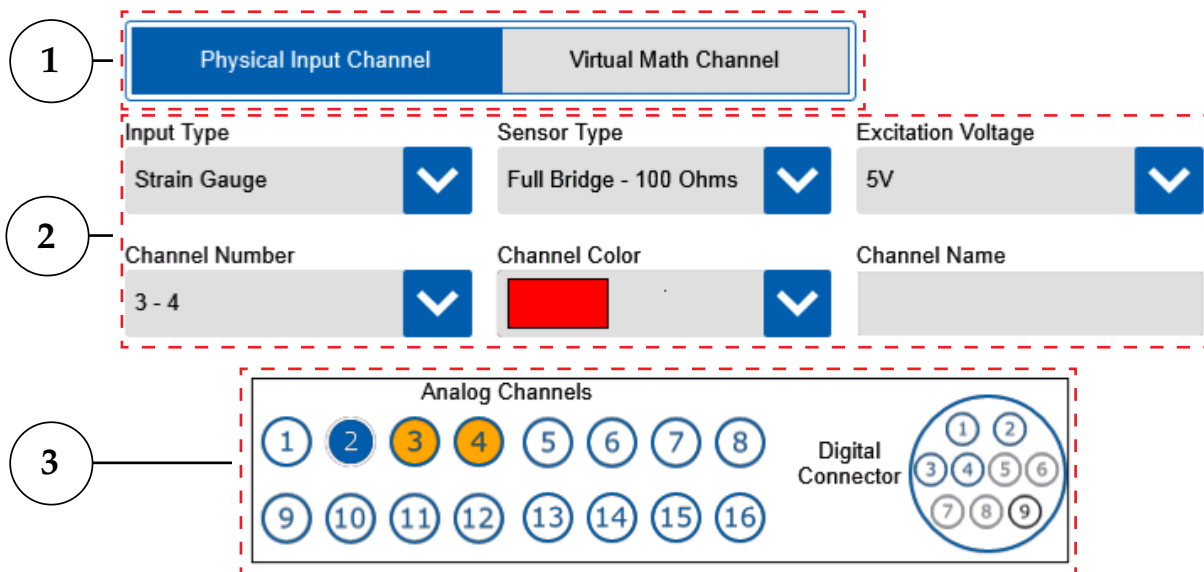 1
Physical Input Channel Virtual Math Channel
2
Input Type Sensor Type Excitation Voltage
Strain Gauge Full Bridge - 100 Ohms 5V
Channel Number Channel Color Channel Name
3 - 4
3
Analog Channels
1 2 3 4 5 6 7 8
9 10 11 12 13 14 15 16
Digital
Connector
1 2
3 4 5 6
7 8 9